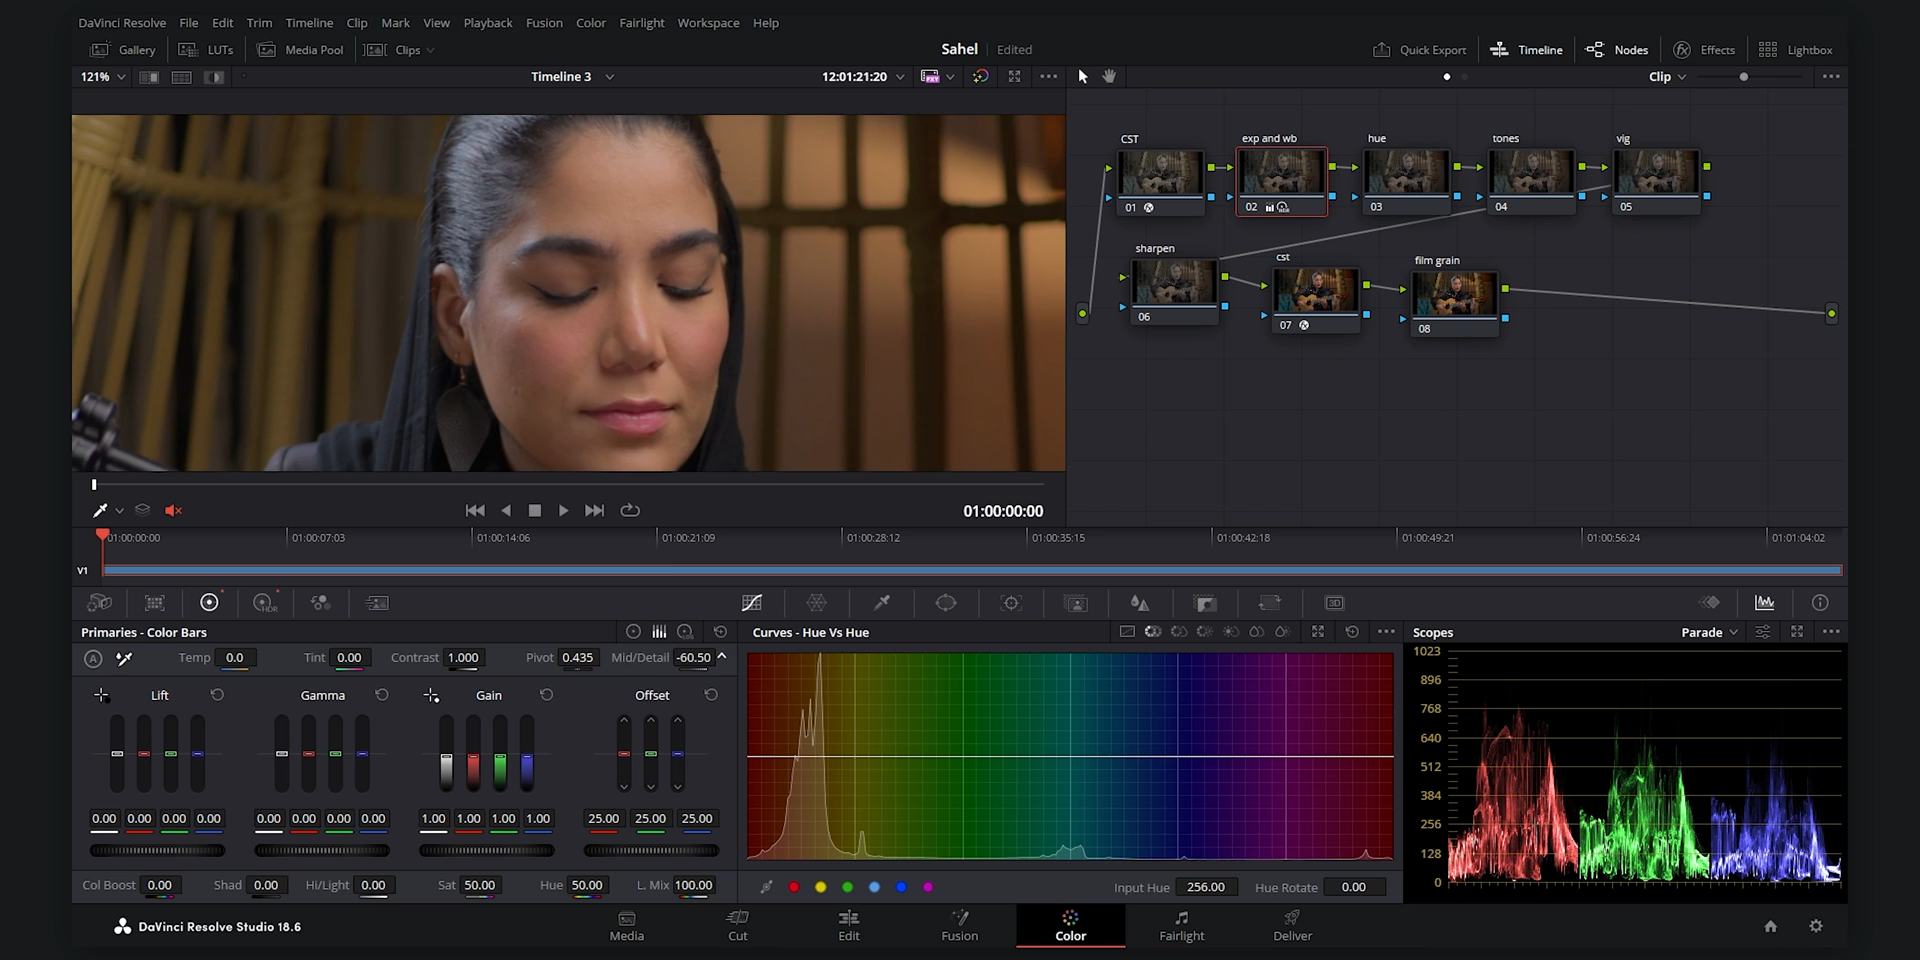 DaVinci Resolve File Edit Trim Timeline Clip Mark View Playback Fusion Color Fairlight Workspace Help
Gallery LUTs Media Pool Clips Sahel Edited Quick Export Timeline Nodes Effects Lightbox
121% Timeline 3 12:01:21:20 Clip
CST exp and wb hue tones vig
01 02 03 04 05
sharpen cst film grain
06 07 08
01:00:00:00
01:00:00:00 01:00:07:03 01:00:14:06 01:00:21:09 01:00:28:12 01:00:35:15 01:00:42:18 01:00:49:21 01:00:56:24 01:01:04:02
V1
HDR 3D
Primaries - Color Bars Curves - Hue Vs Hue Scopes Parade
A Temp 0.0 Tint 0.00 Contrast 1.000 Pivot 0.435 Mid/Detail -60.50
Lift Gamma Gain Offset
1023
896
768
640
512
384
256
128
0
0.00 0.00 0.00 0.00 0.00 0.00 0.00 0.00 1.00 1.00 1.00 1.00 25.00 25.00 25.00
Col Boost 0.00 Shad 0.00 Hi/Light 0.00 Sat 50.00 Hue 50.00 L. Mix 100.00 Input Hue 256.00 Hue Rotate 0.00
DaVinci Resolve Studio 18.6 Media Cut Edit Fusion Color Fairlight Deliver